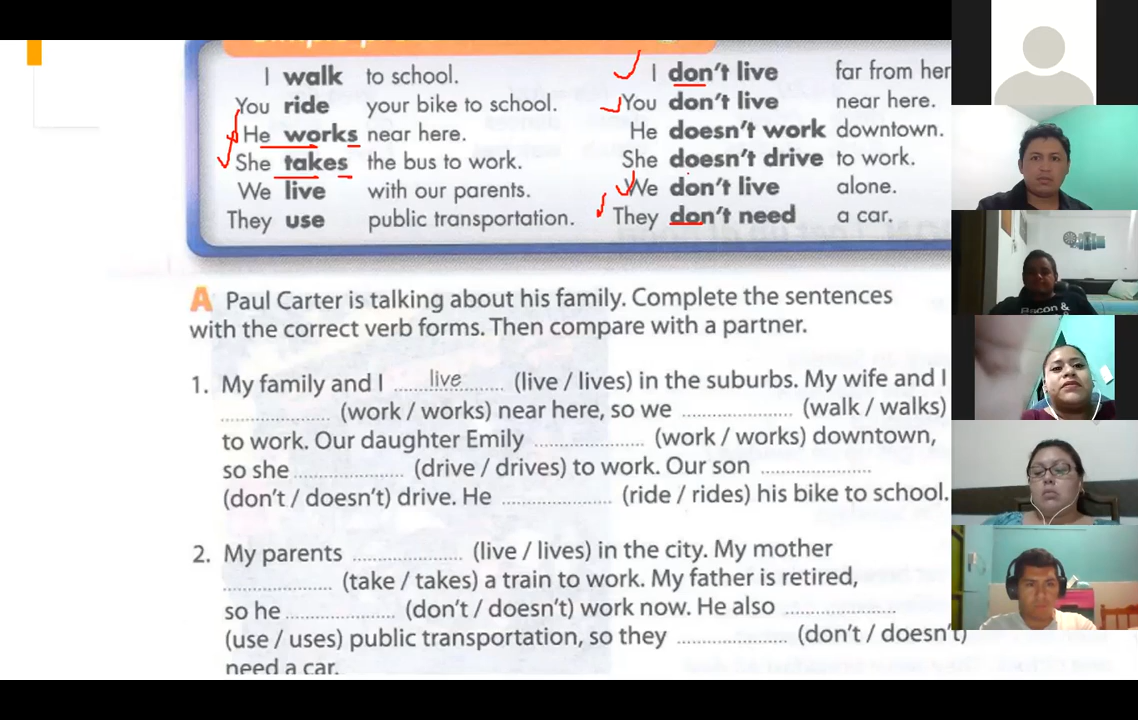 I walk to school.
You ride your bike to school.
He works near here.
She takes the bus to work.
We live with our parents.
They use public transportation.
I don't live far from her
You don't live near here.
He doesn't work downtown.
She doesn't drive to work.
We don't live alone.
They don't need a car.
A Paul Carter is talking about his family. Complete the sentences
with the correct verb forms. Then compare with a partner.
1. My family and I ....live.... (live / lives) in the suburbs. My wife and I
.................... (work / works) near here, so we .................... (walk / walks)
to work. Our daughter Emily .................... (work / works) downtown,
so she .................... (drive / drives) to work. Our son ....................
(don't / doesn't) drive. He .................... (ride / rides) his bike to school.
2. My parents .................... (live / lives) in the city. My mother
.................... (take / takes) a train to work. My father is retired,
so he .................... (don't / doesn't) work now. He also ....................
(use / uses) public transportation, so they .................... (don't / doesn't)
need a car.
Bacon &